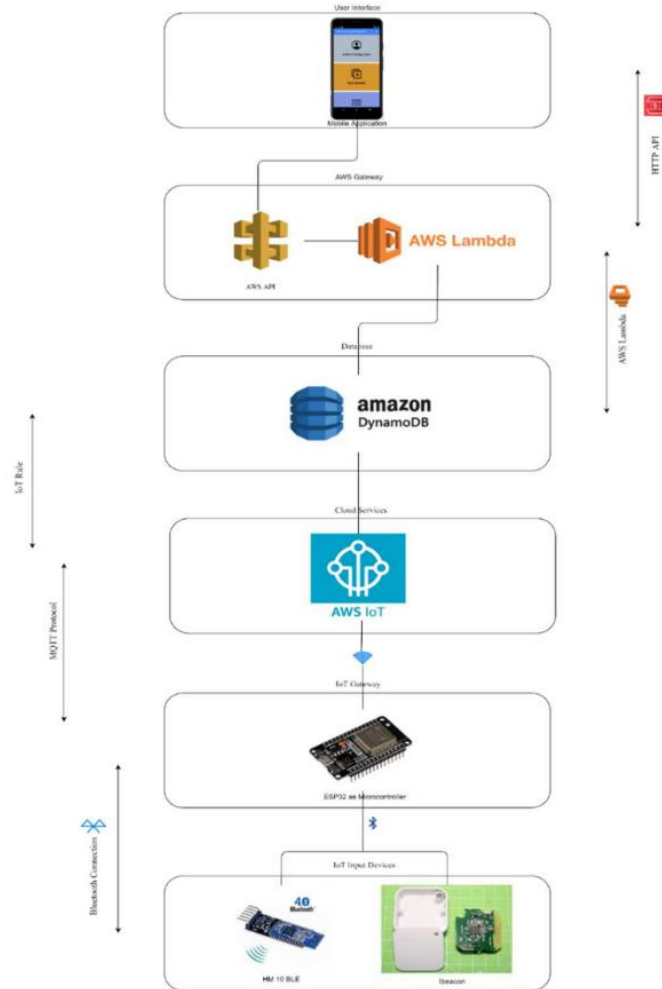 User Interface
Mobile Application
HTTP API
AWS Gateway
AWS Lambda
AWS API
AWS Lambda
Database
amazon
DynamoDB
IoT Rule
Cloud Services
AWS IoT
MQTT Protocol
IoT Gateway
ESP32 as Microcontroller
Bluetooth Connection
IoT Input Devices
4.0
Bluetooth
HM 10 BLE
Ibeacon